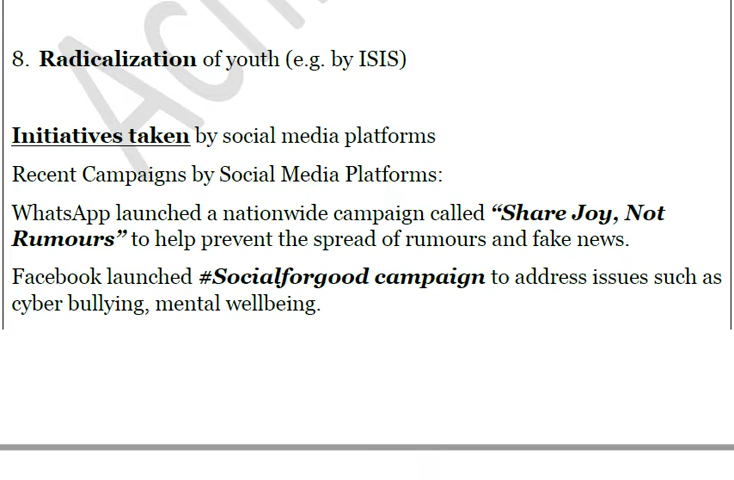 8. Radicalization of youth (e.g. by ISIS)
Initiatives taken by social media platforms
Recent Campaigns by Social Media Platforms:
WhatsApp launched a nationwide campaign called “Share Joy, Not
Rumours” to help prevent the spread of rumours and fake news.
Facebook launched #Socialforgood campaign to address issues such as
cyber bullying, mental wellbeing.